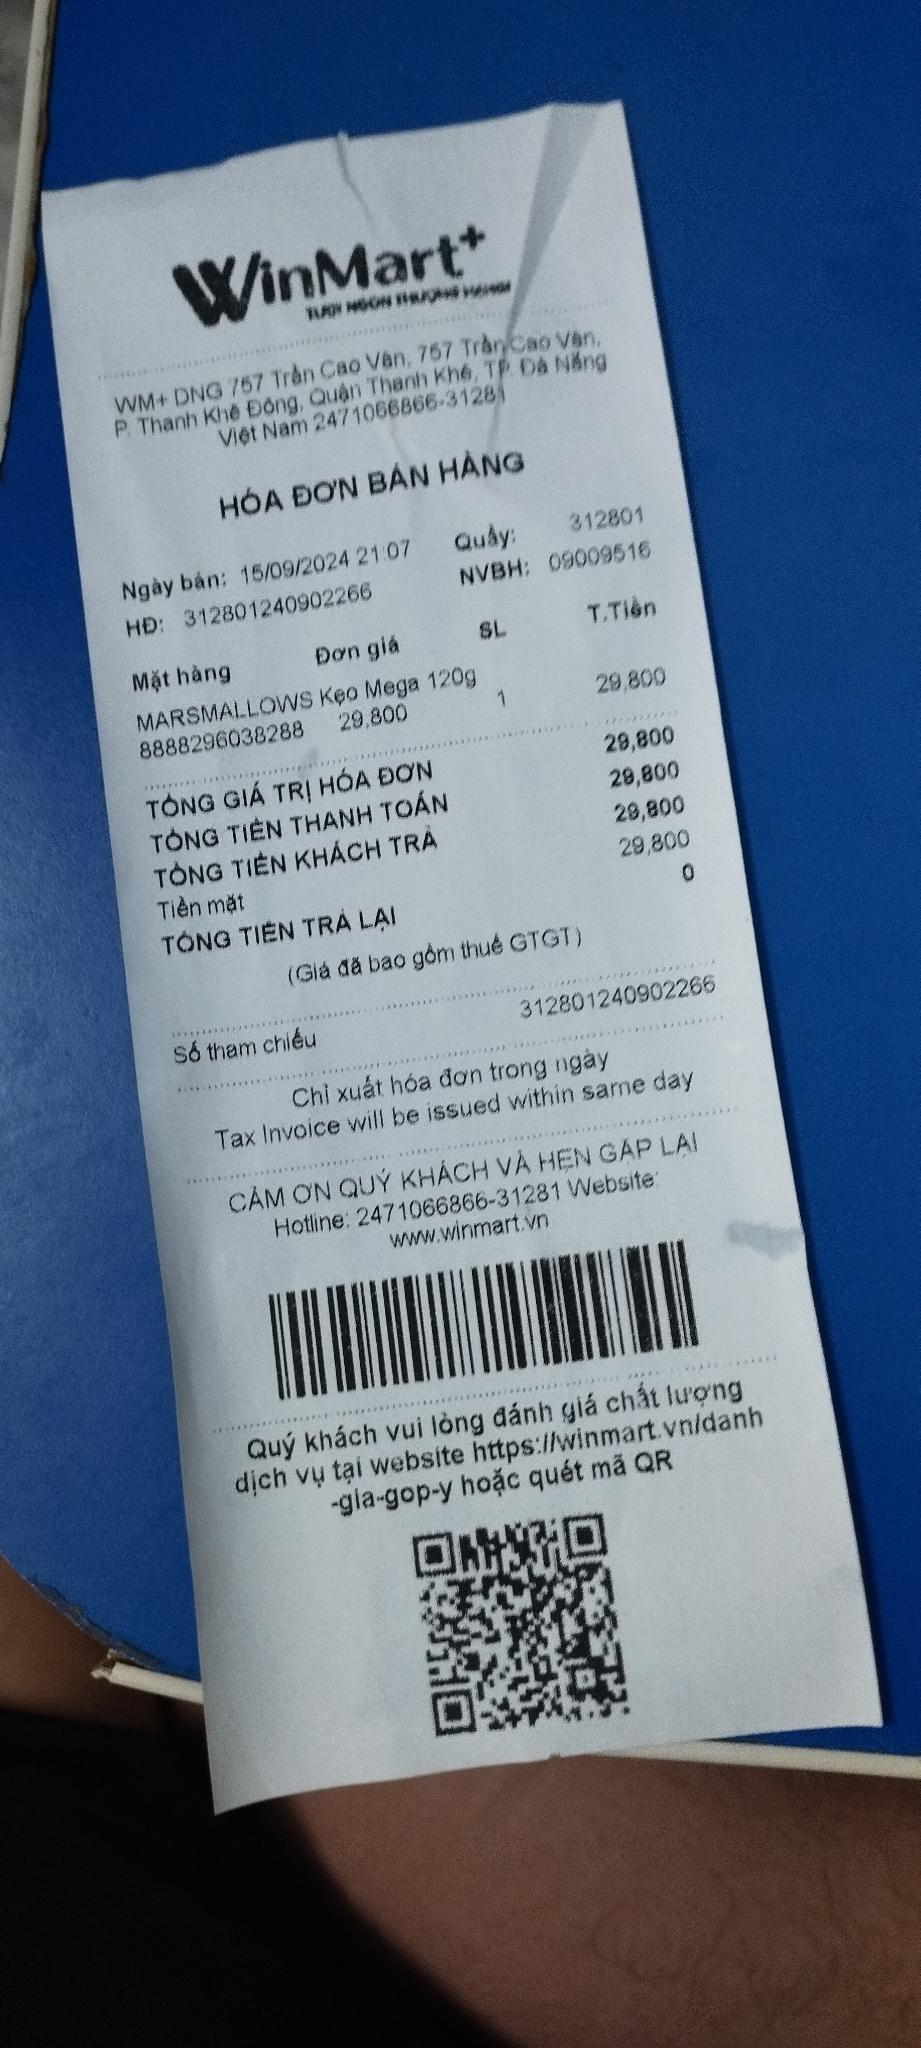 WinMart+
TƯƠI NGON THƯỢNG HẠNG
WM+ DNG 757 Trần Cao Vân, 757 Trần Cao Vân,
P. Thanh Khê Đông, Quận Thanh Khê, TP. Đà Nẵng
Việt Nam 2471066866-31281
HÓA ĐƠN BÁN HÀNG
Ngày bán: 15/09/2024 21:07 Quầy: 312801
HĐ: 312801240902266 NVBH: 09009516
Mặt hàng Đơn giá SL T.Tiền
MARSMALLOWS Kẹo Mega 120g
8888296038288 29,800 1 29,800
TỔNG GIÁ TRỊ HÓA ĐƠN 29,800
TỔNG TIỀN THANH TOÁN 29,800
TỔNG TIỀN KHÁCH TRẢ 29,800
Tiền mặt 29,800
TỔNG TIỀN TRẢ LẠI 0
(Giá đã bao gồm thuế GTGT)
Số tham chiếu 312801240902266
Chỉ xuất hóa đơn trong ngày
Tax Invoice will be issued within same day
CẢM ƠN QUÝ KHÁCH VÀ HẸN GẶP LẠI
Hotline: 2471066866-31281 Website:
www.winmart.vn
Quý khách vui lòng đánh giá chất lượng
dịch vụ tại website https://winmart.vn/danh
-gia-gop-y hoặc quét mã QR